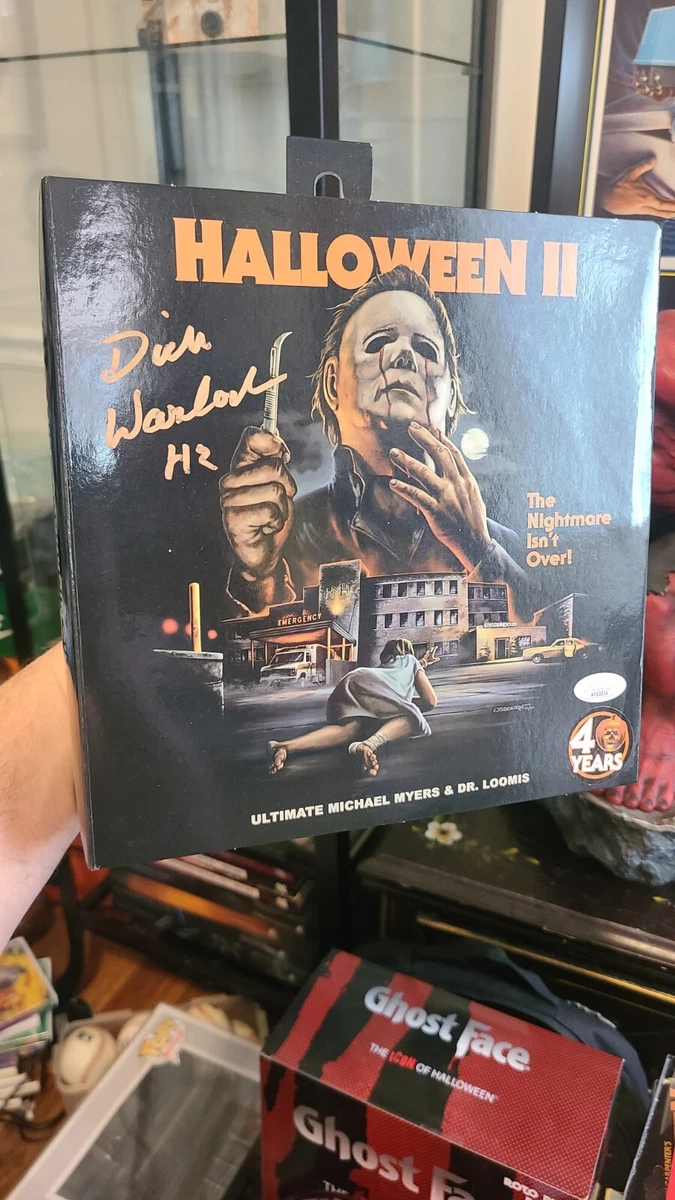 HALLOWEEN II
Dick
Warlock
H2
The
Nightmare
Isn't
Over!
EMERGENCY
40
YEARS
ULTIMATE MICHAEL MYERS & DR. LOOMIS
Ghost Face
THE ICON OF HALLOWEEN
Ghost Face